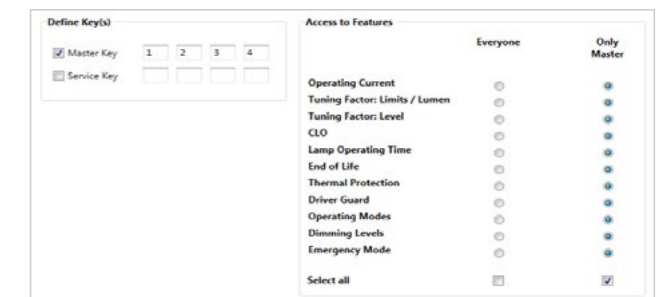 Define Key(s)
Master Key 1 2 3 4
Service Key
Access to Features
Everyone Only Master
Operating Current
Tuning Factor: Limits / Lumen
Tuning Factor: Level
CLO
Lamp Operating Time
End of Life
Thermal Protection
Driver Guard
Operating Modes
Dimming Levels
Emergency Mode
Select all